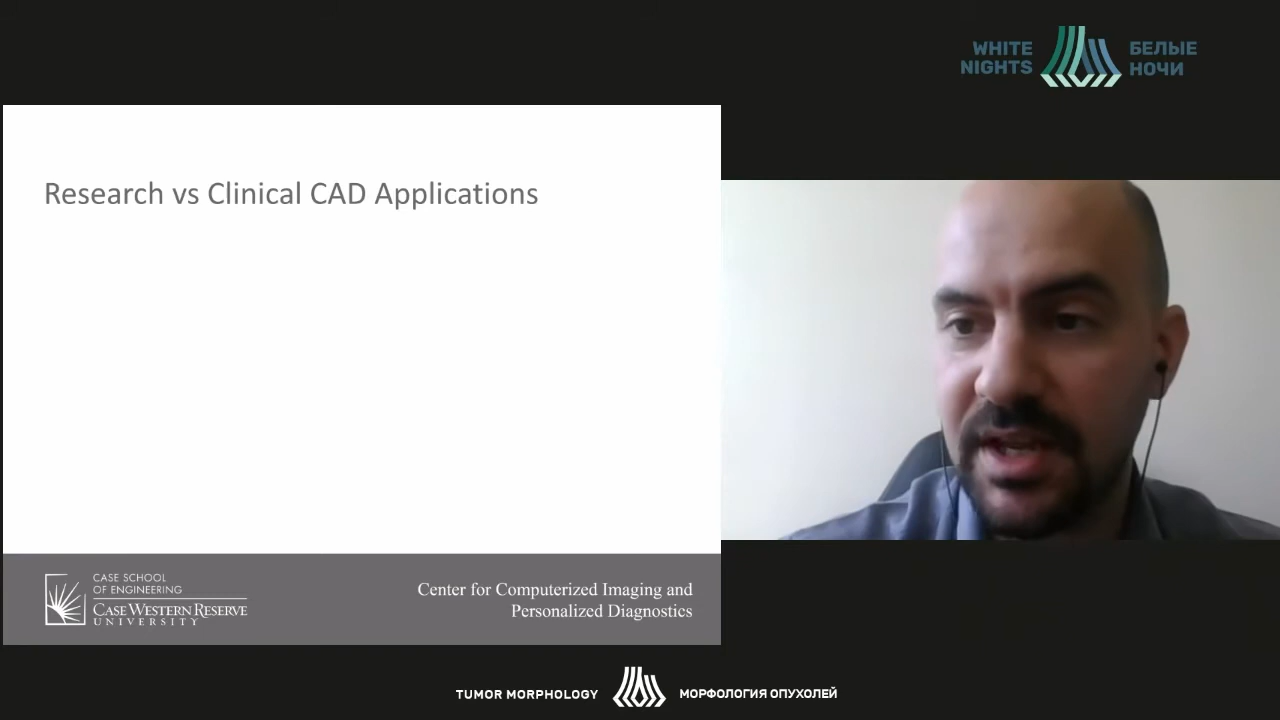 WHITE
NIGHTS
БЕЛЫЕ
НОЧИ
Research vs Clinical CAD Applications
CASE SCHOOL
OF ENGINEERING
CASE WESTERN RESERVE
UNIVERSITY
Center for Computerized Imaging and
Personalized Diagnostics
TUMOR MORPHOLOGY
МОРФОЛОГИЯ ОПУХОЛЕЙ